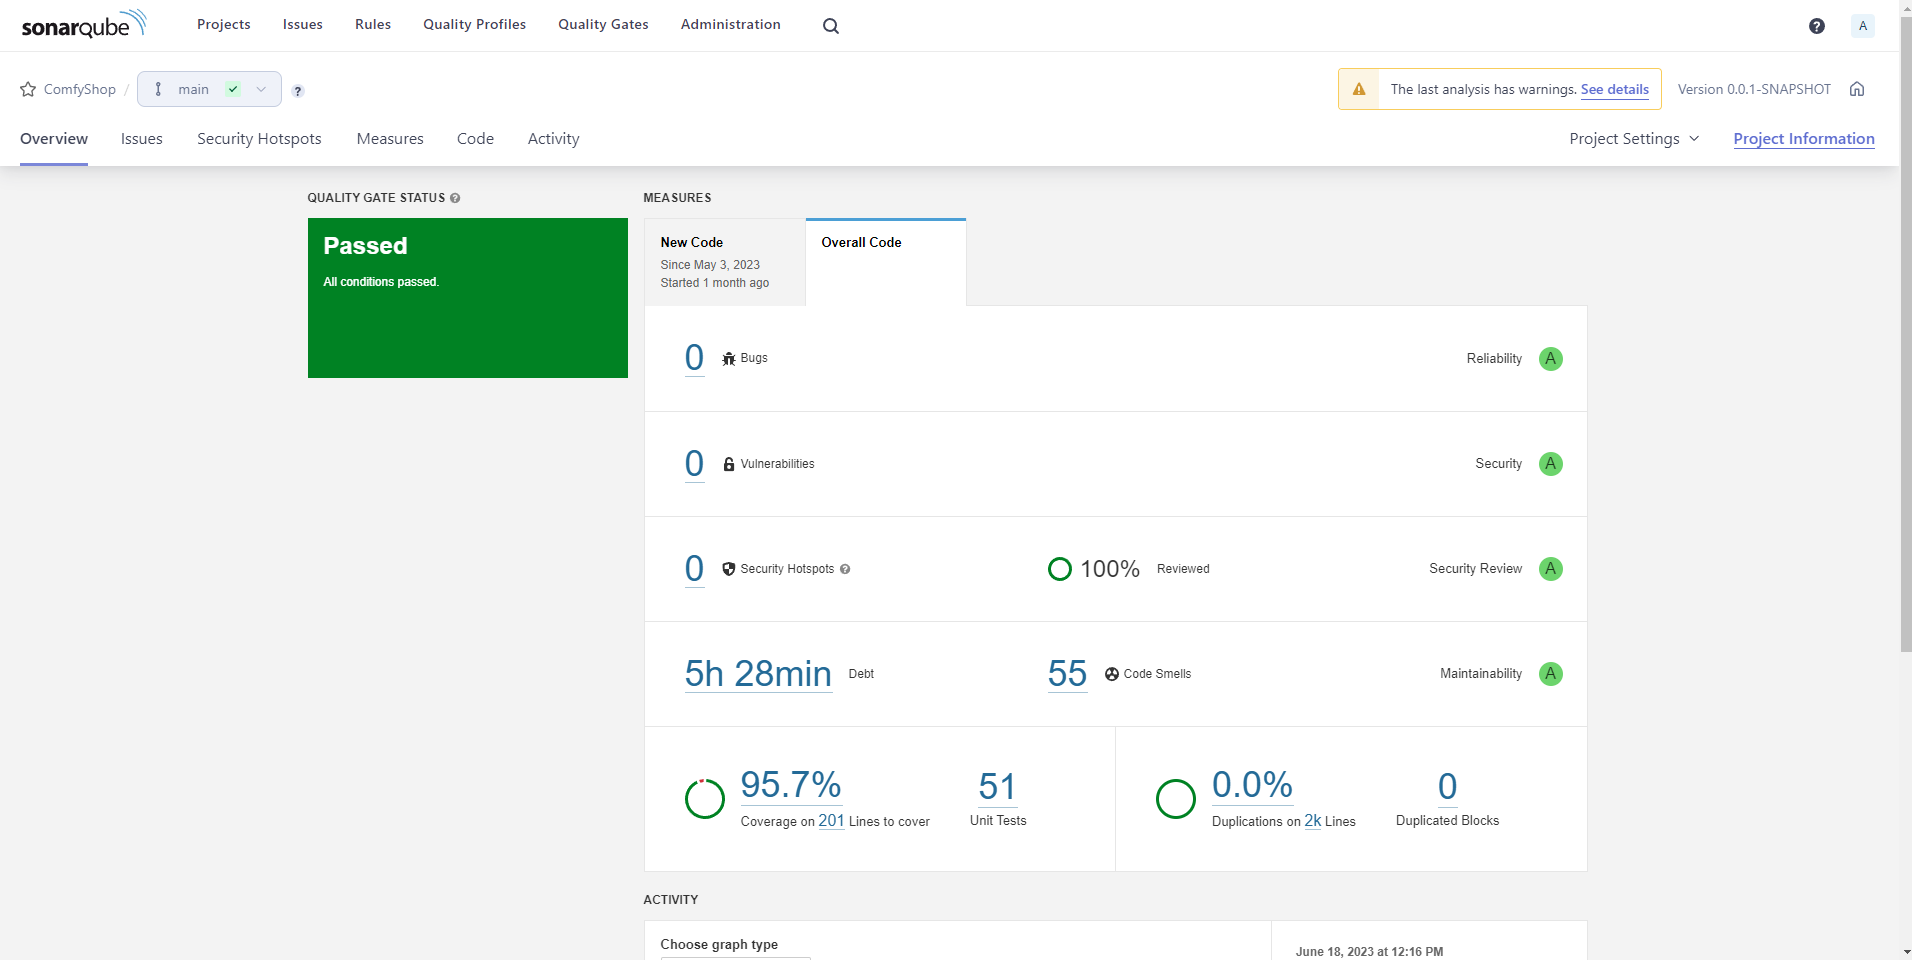 sonarqube
Projects Issues Rules Quality Profiles Quality Gates Administration
? A
ComfyShop / main ?
The last analysis has warnings. See details Version 0.0.1-SNAPSHOT
Overview Issues Security Hotspots Measures Code Activity Project Settings Project Information
QUALITY GATE STATUS ?
Passed
All conditions passed.
MEASURES
New Code
Since May 3, 2023
Started 1 month ago
Overall Code
0 Bugs Reliability A
0 Vulnerabilities Security A
0 Security Hotspots ? 100% Reviewed Security Review A
5h 28min Debt 55 Code Smells Maintainability A
95.7%
Coverage on 201 Lines to cover
51
Unit Tests
0.0%
Duplications on 2k Lines
0
Duplicated Blocks
ACTIVITY
Choose graph type
June 18, 2023 at 12:16 PM